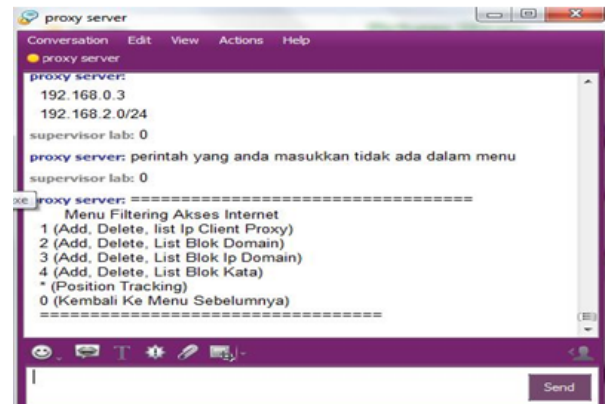 proxy server
Conversation Edit View Actions Help
proxy server
proxy server:
192.168.0.3
192.168.2.0/24
supervisor lab: 0
proxy server: perintah yang anda masukkan tidak ada dalam menu
supervisor lab: 0
proxy server: ===================================
Menu Filtering Akses Internet
1 (Add, Delete, list Ip Client Proxy)
2 (Add, Delete, List Blok Domain)
3 (Add, Delete, List Blok Ip Domain)
4 (Add, Delete, List Blok Kata)
* (Position Tracking)
0 (Kembali Ke Menu Sebelumnya)
===================================
Send